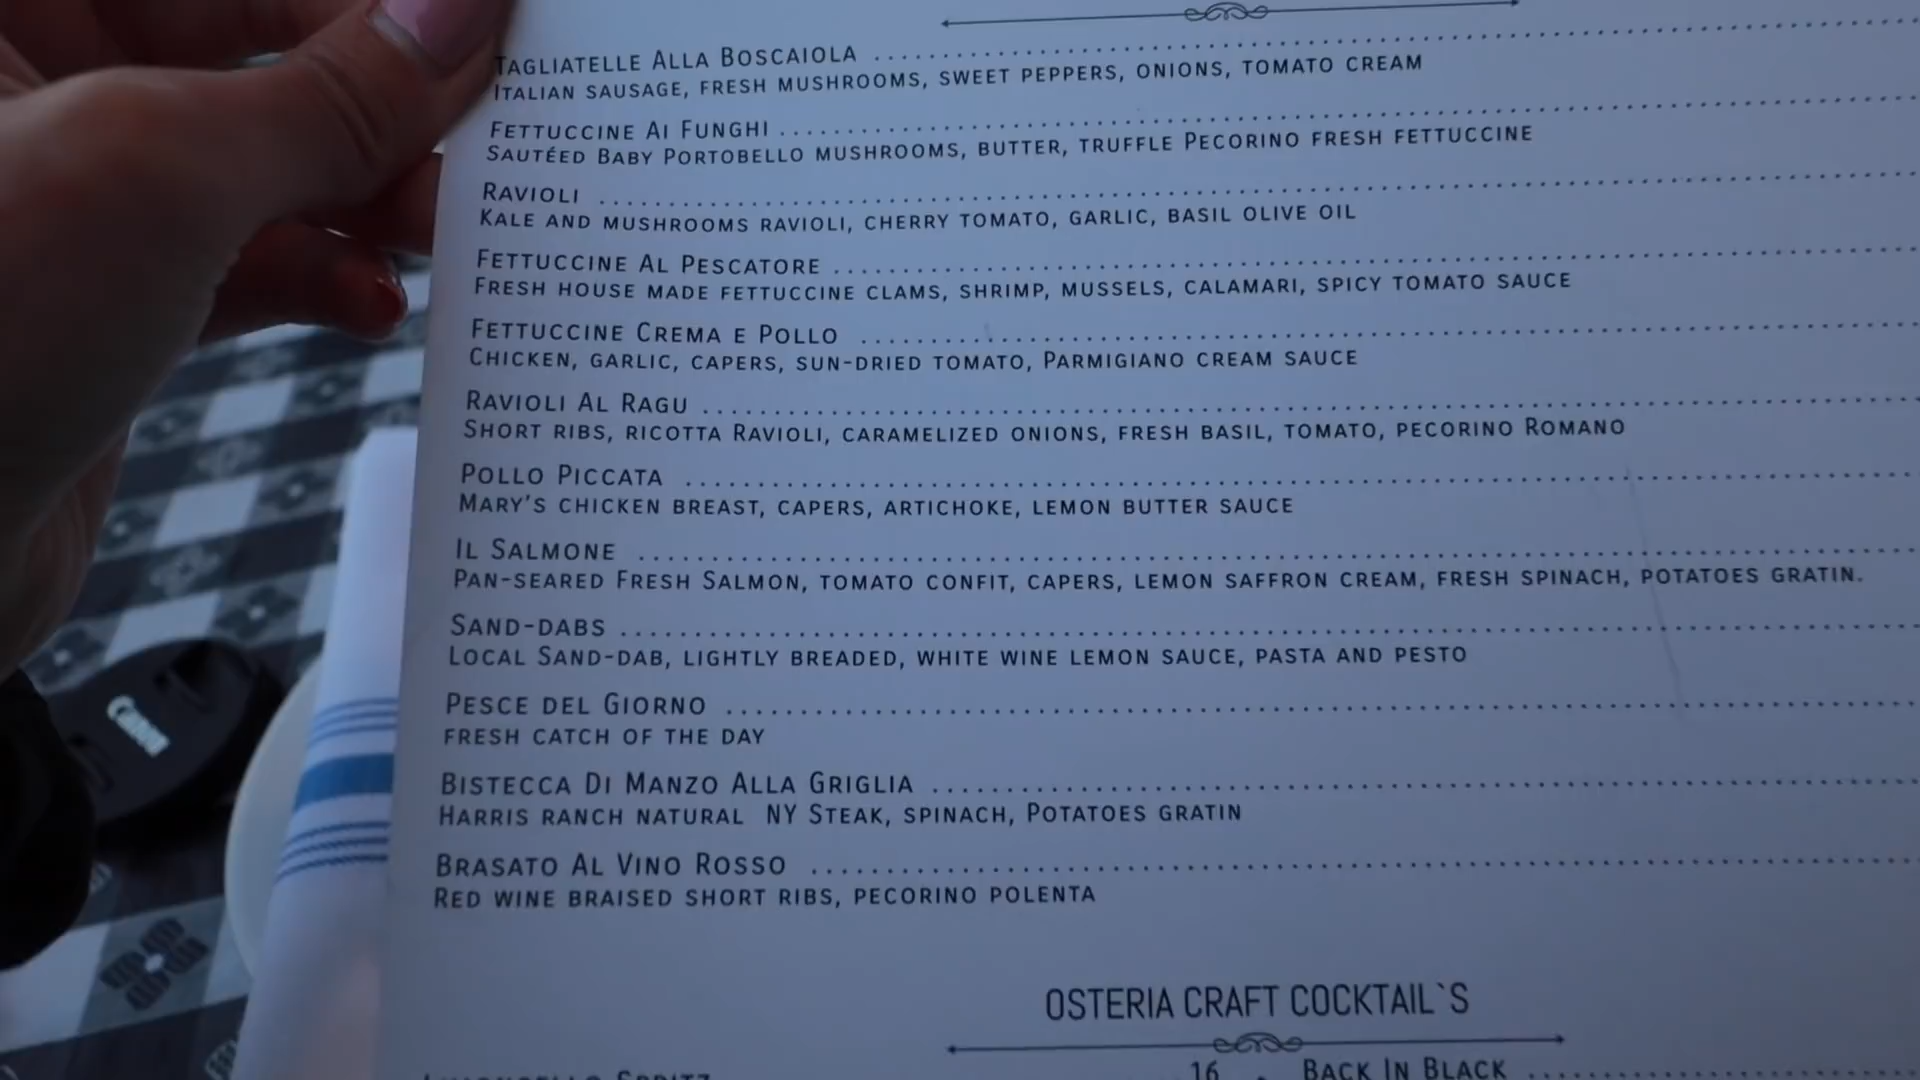 Tagliatelle Alla Boscaiola
Italian sausage, fresh mushrooms, sweet peppers, onions, tomato cream
Fettuccine Ai Funghi
Sautéed Baby Portobello mushrooms, butter, truffle Pecorino fresh fettuccine
Ravioli
Kale and mushrooms ravioli, cherry tomato, garlic, basil olive oil
Fettuccine Al Pescatore
Fresh house made fettuccine clams, shrimp, mussels, calamari, spicy tomato sauce
Fettuccine Crema e Pollo
Chicken, garlic, capers, sun-dried tomato, Parmigiano cream sauce
Ravioli Al Ragu
Short ribs, ricotta Ravioli, caramelized onions, fresh basil, tomato, pecorino Romano
Pollo Piccata
Mary's chicken breast, capers, artichoke, lemon butter sauce
Il Salmone
Pan-seared Fresh Salmon, tomato confit, capers, lemon saffron cream, fresh spinach, potatoes gratin.
Sand-dabs
Local Sand-dab, lightly breaded, white wine lemon sauce, pasta and pesto
Pesce del Giorno
fresh catch of the day
Bistecca Di Manzo Alla Griglia
Harris ranch natural NY Steak, spinach, Potatoes gratin
Brasato Al Vino Rosso
Red wine braised short ribs, pecorino polenta
OSTERIA CRAFT COCKTAIL`S
16 Back In Black
Canon